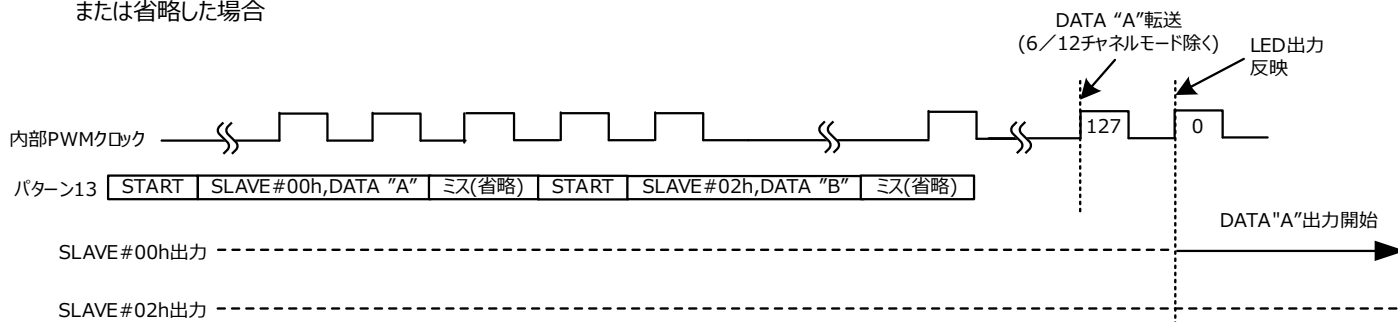 または省略した場合
DATA “A”転送
(6／12チャネルモード除く)
LED出力
反映
内部PWMクロック
127
0
パターン13
START
SLAVE#00h,DATA ”A”
ミス(省略)
START
SLAVE#02h,DATA ”B”
ミス(省略)
DATA"A”出力開始
SLAVE#00h出力
SLAVE#02h出力